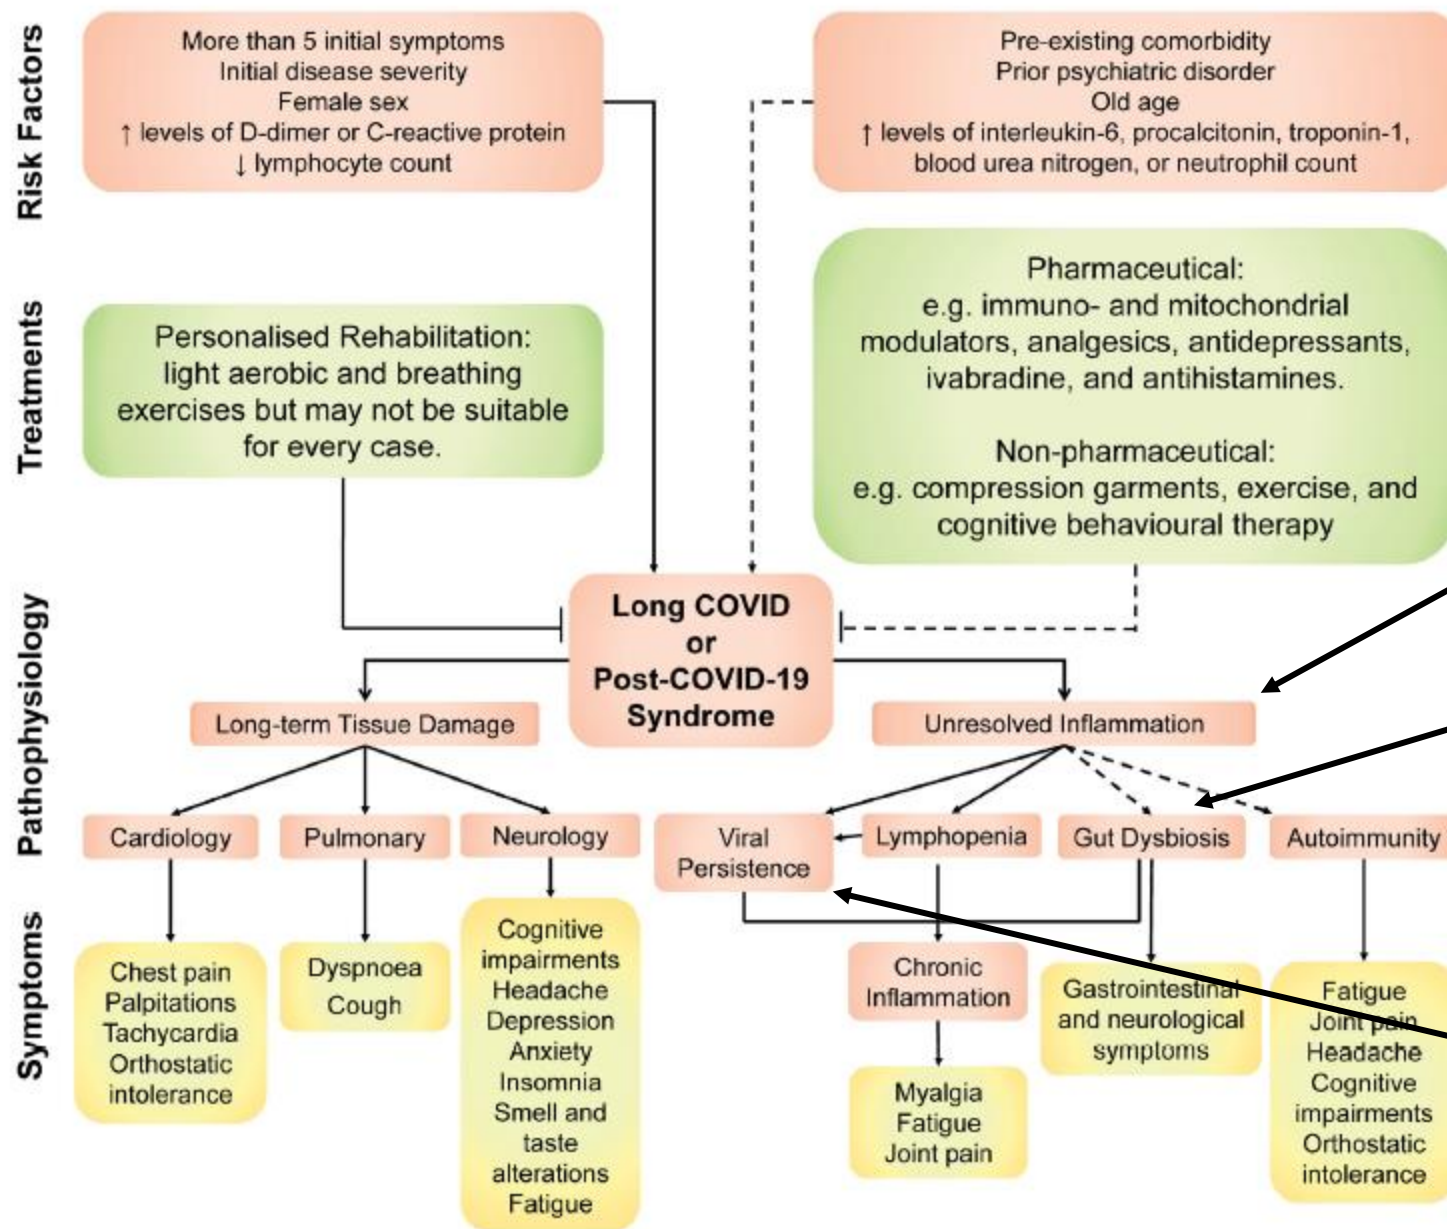 Risk Factors
More than 5 initial symptoms
Initial disease severity
Female sex
↑ levels of D-dimer or C-reactive protein
↓ lymphocyte count
Pre-existing comorbidity
Prior psychiatric disorder
Old age
↑ levels of interleukin-6, procalcitonin, troponin-1,
blood urea nitrogen, or neutrophil count
Treatments
Personalised Rehabilitation:
light aerobic and breathing
exercises but may not be suitable
for every case.
Pharmaceutical:
e.g. immuno- and mitochondrial
modulators, analgesics, antidepressants,
ivabradine, and antihistamines.
Non-pharmaceutical:
e.g. compression garments, exercise, and
cognitive behavioural therapy
Pathophysiology
Long COVID
or
Post-COVID-19
Syndrome
Long-term Tissue Damage
Unresolved Inflammation
Cardiology
Pulmonary
Neurology
Viral
Persistence
Lymphopenia
Gut Dysbiosis
Autoimmunity
Symptoms
Chest pain
Palpitations
Tachycardia
Orthostatic
intolerance
Dyspnoea
Cough
Cognitive
impairments
Headache
Depression
Anxiety
Insomnia
Smell and
taste
alterations
Fatigue
Chronic
Inflammation
Myalgia
Fatigue
Joint pain
Gastrointestinal
and neurological
symptoms
Fatigue
Joint pain
Headache
Cognitive
impairments
Orthostatic
intolerance